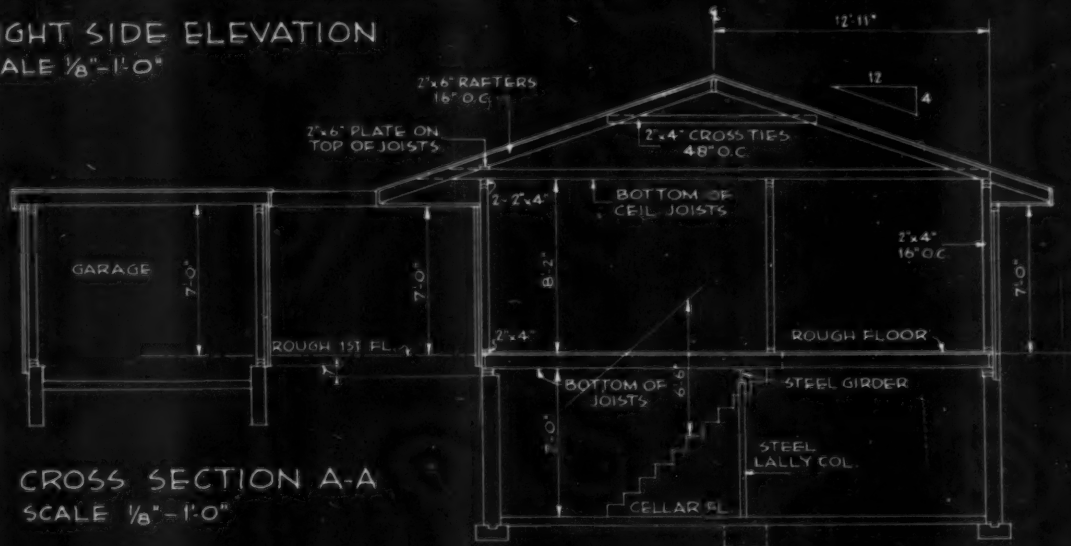 GHT SIDE ELEVATION
ALE 1/8"-1'-0"
12'-11"
12
4
2"x6" RAFTERS
16" O.C.
2"x6" PLATE ON
TOP OF JOISTS
2"x4" CROSS TIES
48" O.C.
2-2"x4"
BOTTOM OF
CEIL JOISTS
2"x4"
16" O.C.
GARAGE
7'-0"
7'-0"
8'-2"
7'-0"
ROUGH 1ST FL.
2"x4"
ROUGH FLOOR
BOTTOM OF
JOISTS
6'-6"
STEEL GIRDER
STEEL
LALLY COL.
CELLAR FL.
CROSS SECTION A-A
SCALE 1/8"-1'-0"